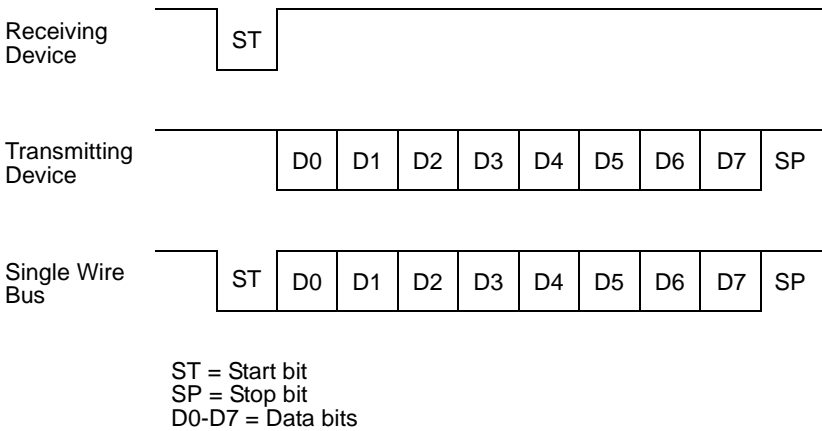 Receiving
Device
ST
Transmitting
Device
D0 D1 D2 D3 D4 D5 D6 D7 SP
Single Wire
Bus
ST D0 D1 D2 D3 D4 D5 D6 D7 SP
ST = Start bit
SP = Stop bit
D0-D7 = Data bits